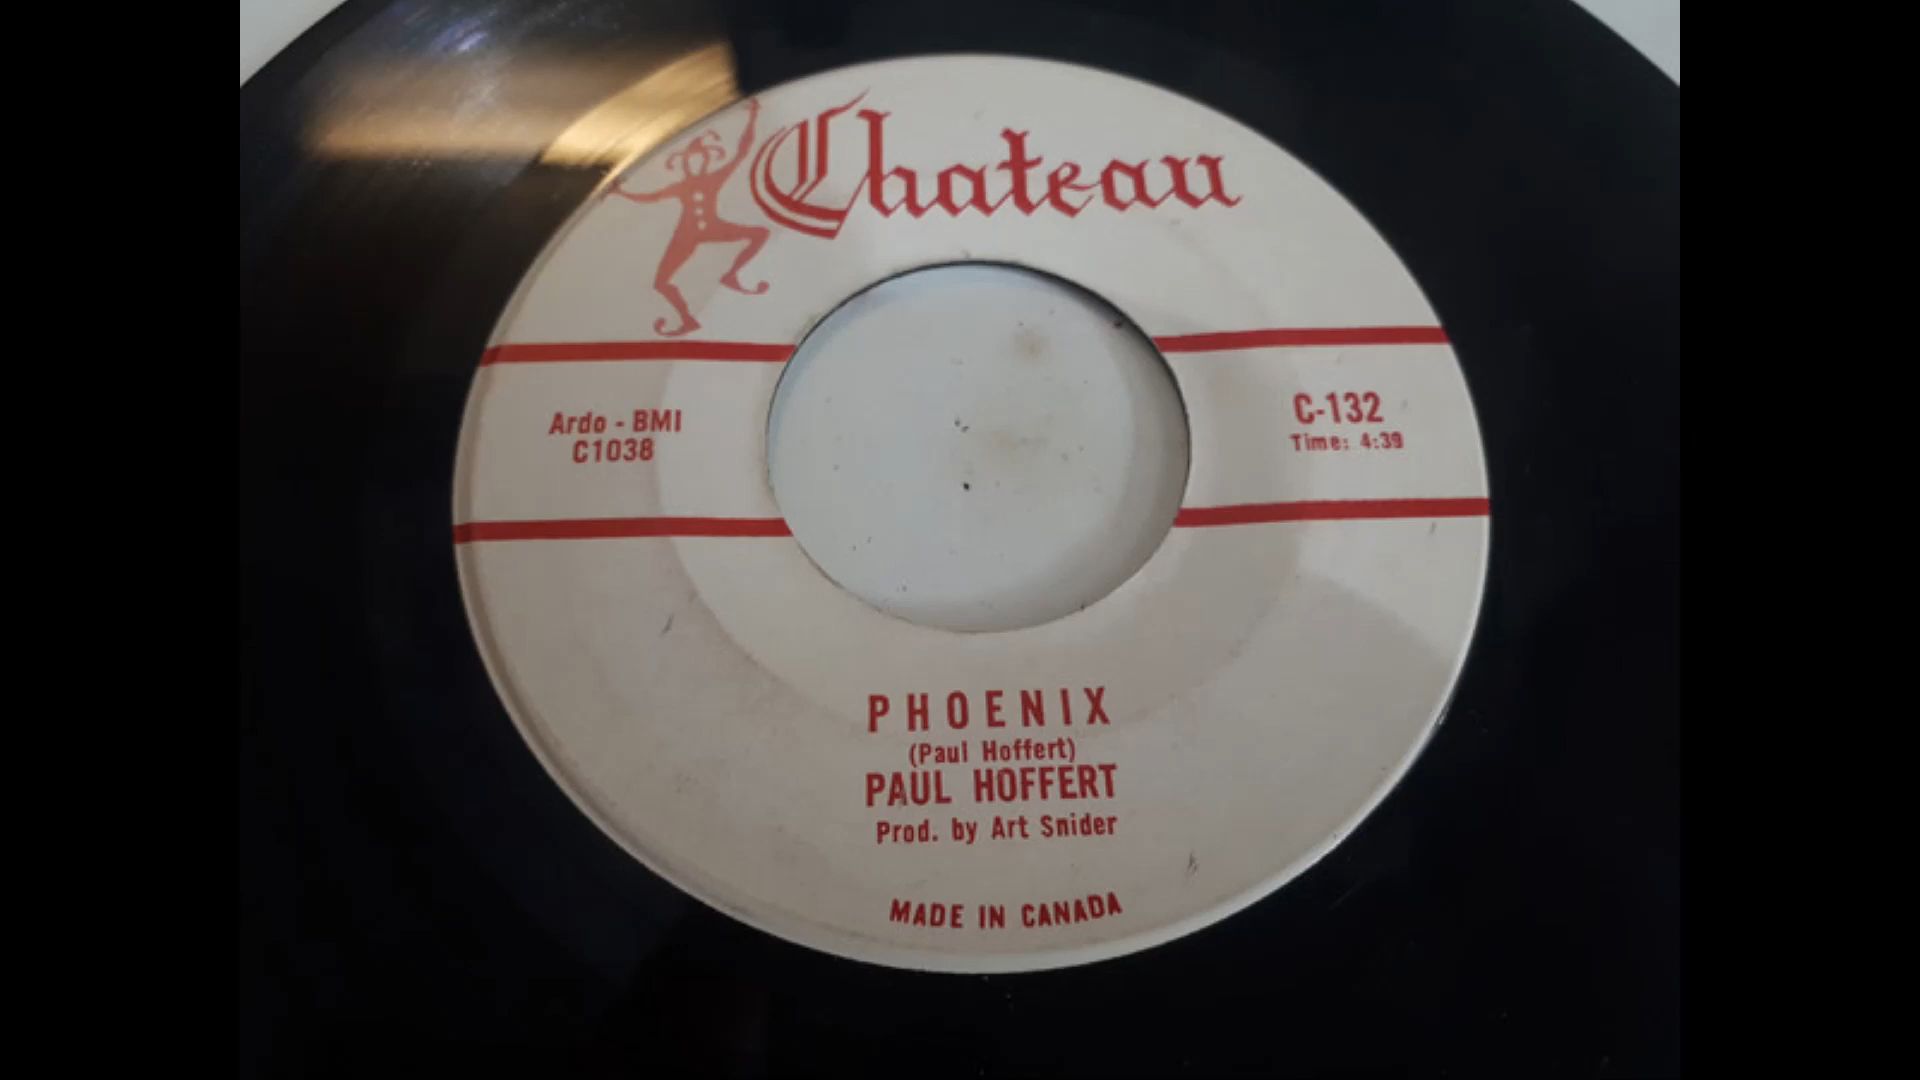 Chateau
Ardo - BMI
C1038
C-132
Time: 4:39
PHOENIX
(Paul Hoffert)
PAUL HOFFERT
Prod. by Art Snider
MADE IN CANADA